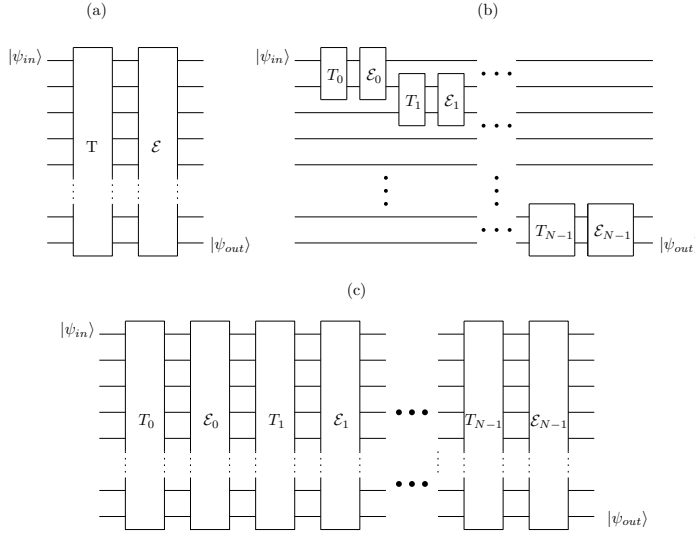 (a)
(b)
|ψ_in⟩
T
ℰ
|ψ_out⟩
|ψ_in⟩
T_0
ℰ_0
T_1
ℰ_1
T_{N−1}
ℰ_{N−1}
|ψ_out⟩
(c)
|ψ_in⟩
T_0
ℰ_0
T_1
ℰ_1
T_{N−1}
ℰ_{N−1}
|ψ_out⟩